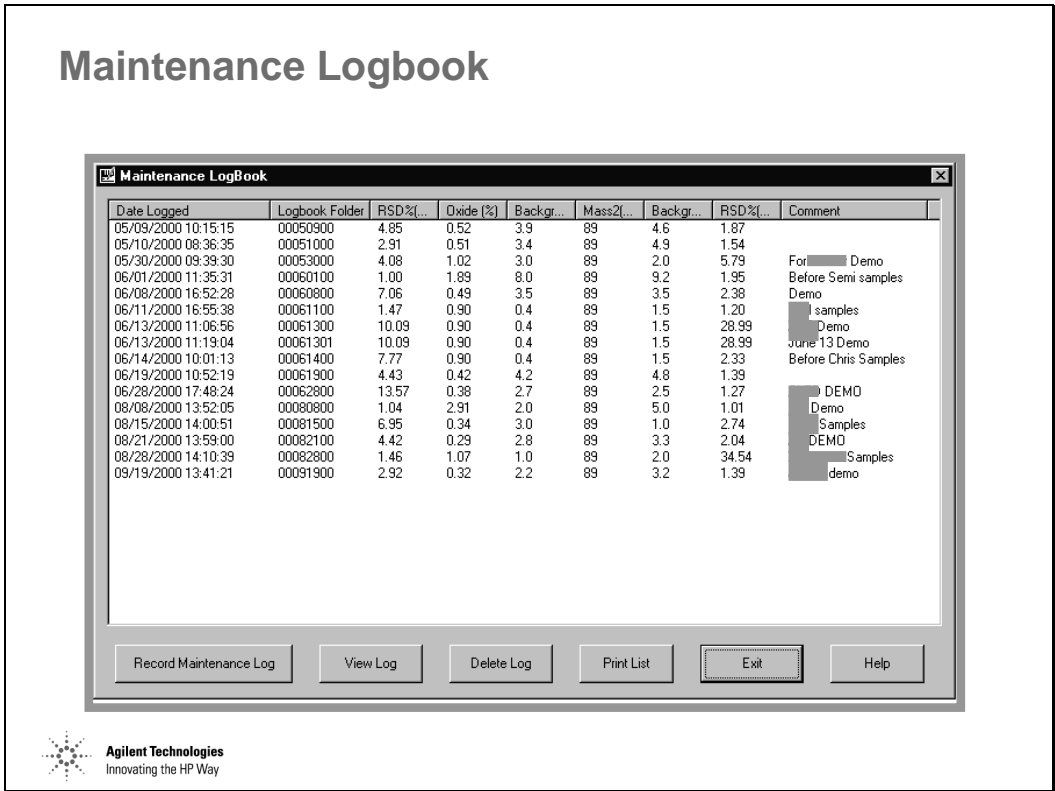 Maintenance Logbook
Maintenance LogBook
Date Logged Logbook Folder RSD%(... Oxide (%) Backgr... Mass2(... Backgr... RSD%(... Comment
05/09/2000 10:15:15 00050900 4.85 0.52 3.9 89 4.6 1.87
05/10/2000 08:36:35 00051000 2.91 0.51 3.4 89 4.9 1.54
05/30/2000 09:39:30 00053000 4.08 1.02 3.0 89 2.0 5.79 For Demo
06/01/2000 11:35:31 00060100 1.00 1.89 8.0 89 9.2 1.95 Before Semi samples
06/08/2000 16:52:28 00060800 7.06 0.49 3.5 89 3.5 2.38 Demo
06/11/2000 16:55:38 00061100 1.47 0.90 0.4 89 1.5 1.20 samples
06/13/2000 11:06:56 00061300 10.09 0.90 0.4 89 1.5 28.99 Demo
06/13/2000 11:19:04 00061301 10.09 0.90 0.4 89 1.5 28.99 June 13 Demo
06/14/2000 10:01:13 00061400 7.77 0.90 0.4 89 1.5 2.33 Before Chris Samples
06/19/2000 10:52:19 00061900 4.43 0.42 4.2 89 4.8 1.39
06/28/2000 17:48:24 00062800 13.57 0.38 2.7 89 2.5 1.27 DEMO
08/08/2000 13:52:05 00080800 1.04 2.91 2.0 89 5.0 1.01 Demo
08/15/2000 14:00:51 00081500 6.95 0.34 3.0 89 1.0 2.74 Samples
08/21/2000 13:59:00 00082100 4.42 0.29 2.8 89 3.3 2.04 DEMO
08/28/2000 14:10:39 00082800 1.46 1.07 1.0 89 2.0 34.54 Samples
09/19/2000 13:41:21 00091900 2.92 0.32 2.2 89 3.2 1.39 demo
Record Maintenance Log View Log Delete Log Print List Exit Help
Agilent Technologies
Innovating the HP Way